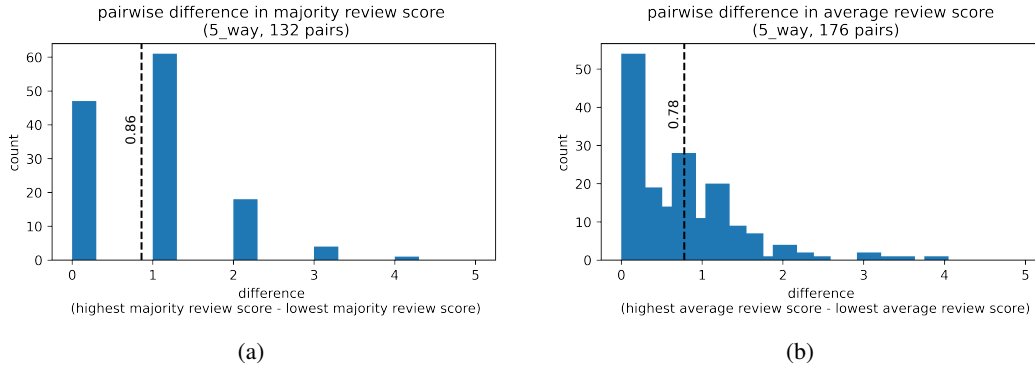 pairwise difference in majority review score
(5_way, 132 pairs)
60
50
40
30
20
10
0
count
0.86
0 1 2 3 4 5
difference
(highest majority review score - lowest majority review score)
(a)
pairwise difference in average review score
(5_way, 176 pairs)
50
40
30
20
10
0
count
0.78
0 1 2 3 4 5
difference
(highest average review score - lowest average review score)
(b)